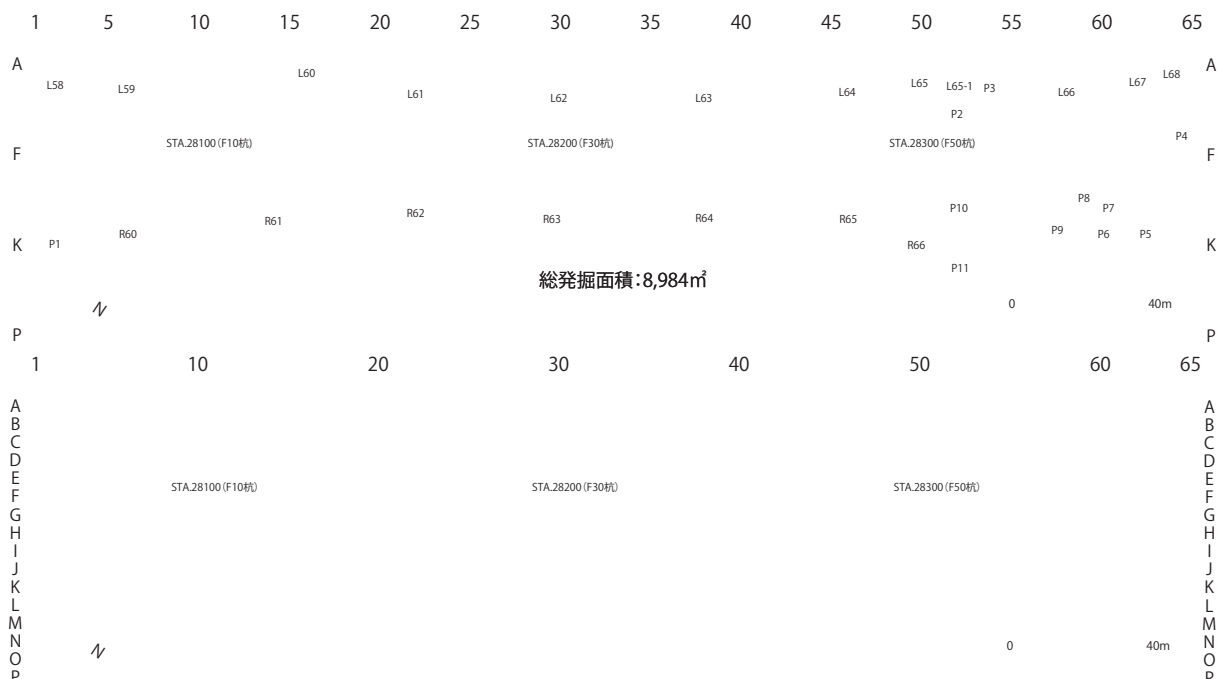 1 5 10 15 20 25 30 35 40 45 50 55 60 65
A A
L58 L59 L60 L61 L62 L63 L64 L65 L65-1 P3 L66 L67 L68
P2
STA.28100（F10杭） STA.28200（F30杭） STA.28300（F50杭） P4
F F
P1 R60 R61 R62 R63 R64 R65 R66 P10 P8 P7
P9 P6 P5
K K
P11
総発掘面積：8,984㎡
N 0 40m
P P
1 10 20 30 40 50 60 65
A A
B B
C C
D D
E E
STA.28100（F10杭） STA.28200（F30杭） STA.28300（F50杭）
F F
G G
H H
I I
J J
K K
L L
M M
N N
N 0 40m
O O
P P